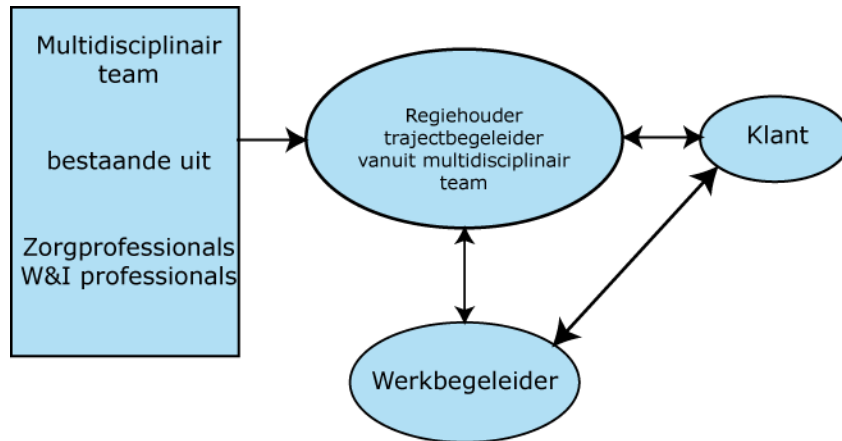 Multidisciplinair
team
bestaande uit
Zorgprofessionals
W&I professionals
Regiehouder
trajectbegeleider
vanuit multidisciplinair
team
Klant
Werkbegeleider